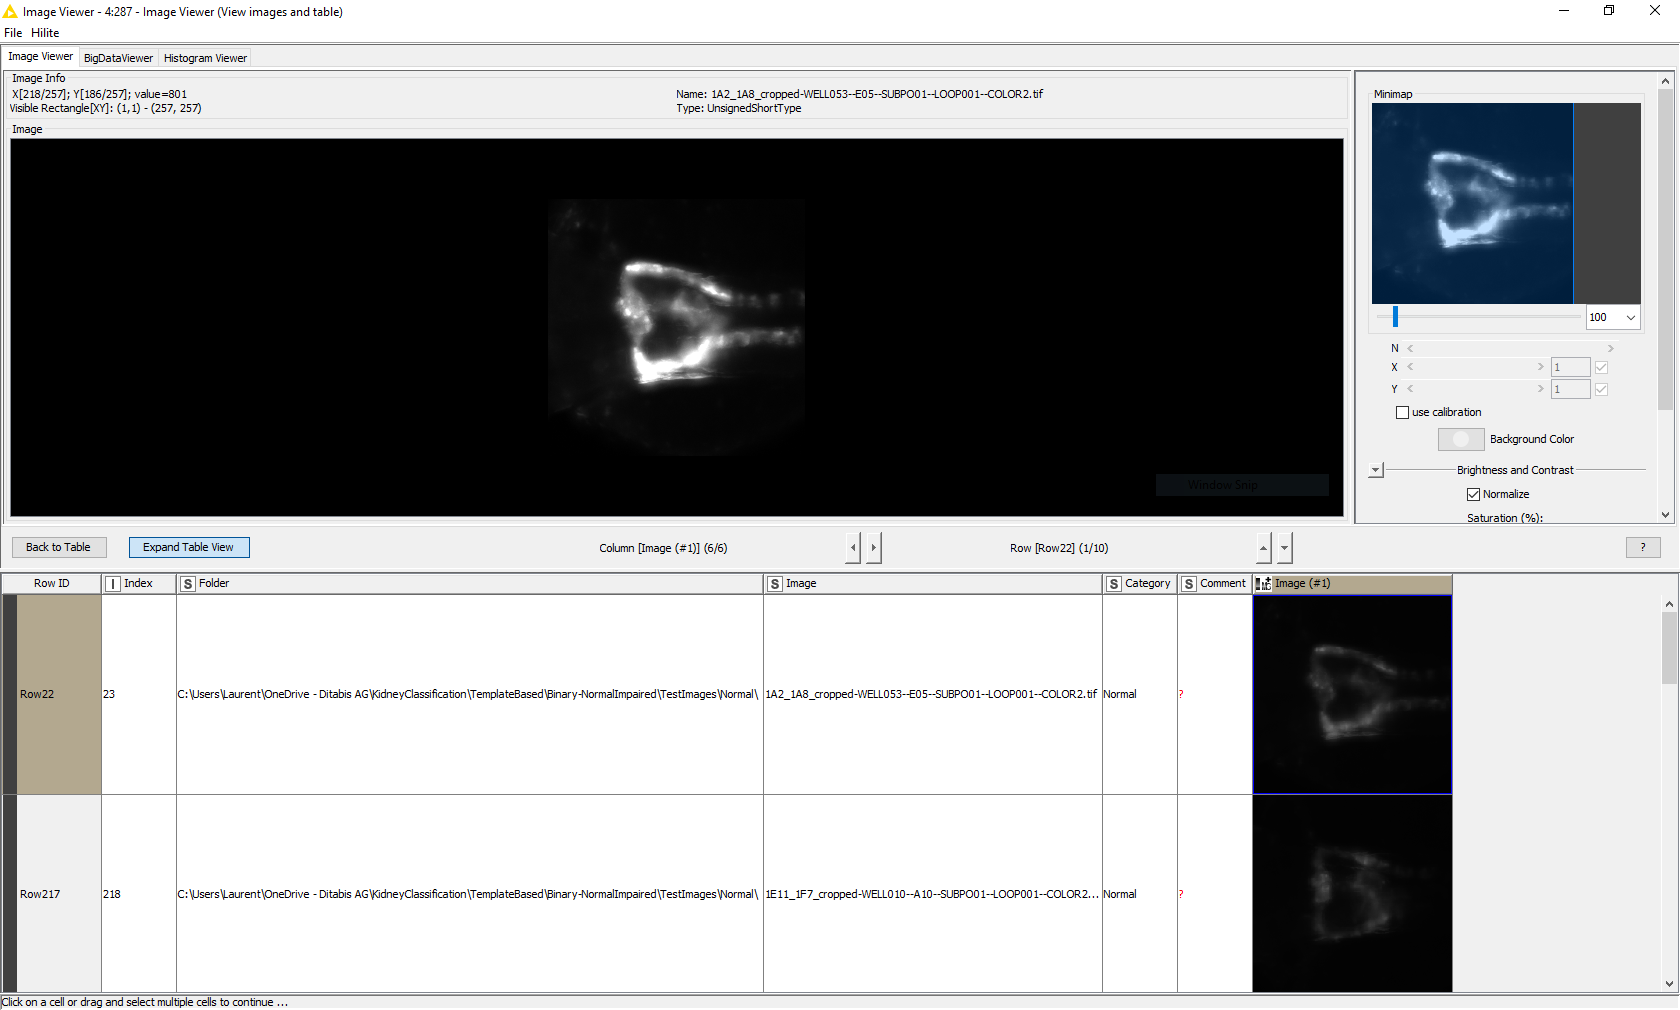 Image Viewer - 4:287 - Image Viewer (View images and table)
File Hilite
Image Viewer BigDataViewer Histogram Viewer
Image Info
X[218/257]; Y[186/257]; value=801
Visible Rectangle[XY]: (1,1) - (257, 257)
Name: 1A2_1A8_cropped-WELL053--E05--SUBPO01--LOOP001--COLOR2.tif
Type: UnsignedShortType
Image
Window Snip
Minimap
100
N
X 1
Y 1
use calibration
Background Color
Brightness and Contrast
Normalize
Saturation (%):
Back to Table Expand Table View Column [Image (#1)] (6/6) Row [Row22] (1/10) ?
Row ID I Index S Folder S Image S Category S Comment Image (#1)
Row22 23 C:\Users\Laurent\OneDrive - Ditabis AG\KidneyClassification\TemplateBased\Binary-NormalImpaired\TestImages\Normal\ 1A2_1A8_cropped-WELL053--E05--SUBPO01--LOOP001--COLOR2.tif Normal ?
Row217 218 C:\Users\Laurent\OneDrive - Ditabis AG\KidneyClassification\TemplateBased\Binary-NormalImpaired\TestImages\Normal\ 1E11_1F7_cropped-WELL010--A10--SUBPO01--LOOP001--COLOR2... Normal ?
Click on a cell or drag and select multiple cells to continue ...